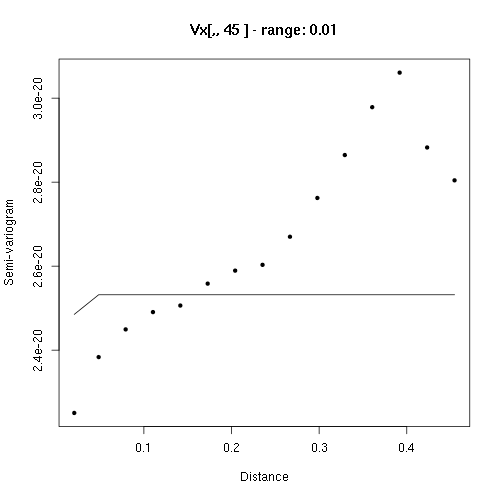 Vx[,, 45 ] - range: 0.01
Semi-variogram
3.0e-20
2.8e-20
2.6e-20
2.4e-20
0.1
0.2
0.3
0.4
Distance